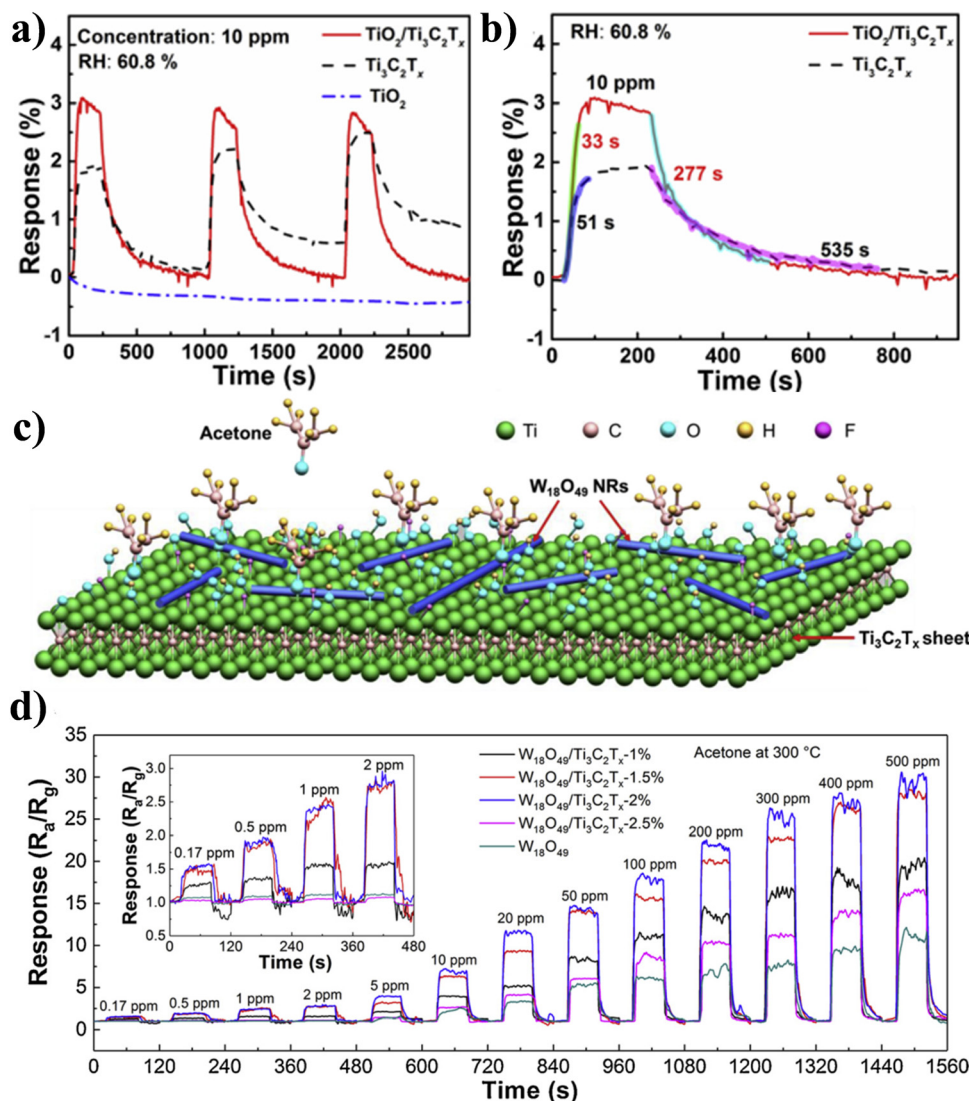 a)
Concentration: 10 ppm
RH: 60.8 %
TiO2/Ti3C2Tx
Ti3C2Tx
TiO2
Response (%)
4
3
2
1
0
-1
0 500 1000 1500 2000 2500
Time (s)
b)
RH: 60.8 %
TiO2/Ti3C2Tx
Ti3C2Tx
10 ppm
33 s
277 s
51 s
535 s
Response (%)
4
3
2
1
0
-1
0 200 400 600 800
Time (s)
c)
Acetone
Ti C O H F
W18O49 NRs
Ti3C2Tx sheet
d)
Response (Ra/Rg)
35
30
25
20
15
10
5
0
W18O49/Ti3C2Tx-1%
W18O49/Ti3C2Tx-1.5%
W18O49/Ti3C2Tx-2%
W18O49/Ti3C2Tx-2.5%
W18O49
Acetone at 300 °C
Response (Ra/Rg)
3.0
2.5
2.0
1.5
1.0
0.5
0.17 ppm
0.5 ppm
1 ppm
2 ppm
0 120 240 360 480
Time (s)
0.17 ppm
0.5 ppm
1 ppm
2 ppm
5 ppm
10 ppm
20 ppm
50 ppm
100 ppm
200 ppm
300 ppm
400 ppm
500 ppm
0 120 240 360 480 600 720 840 960 1080 1200 1320 1440 1560
Time (s)